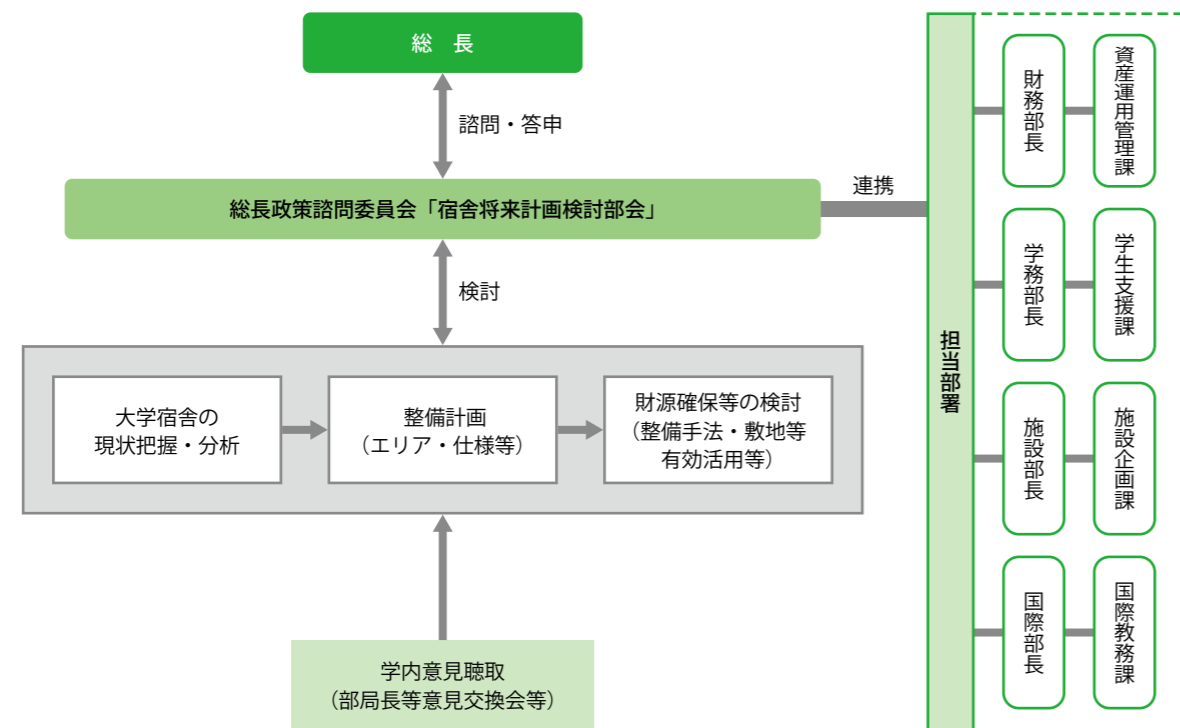 総　長
諮問・答申
総長政策諮問委員会「宿舎将来計画検討部会」
連携
検討
大学宿舎の
現状把握・分析
整備計画
（エリア・仕様等）
財源確保等の検討
（整備手法・敷地等
有効活用等）
学内意見聴取
（部局長等意見交換会等）
担当部署
財務部長
資産運用管理課
学務部長
学生支援課
施設部長
施設企画課
国際部長
国際教務課